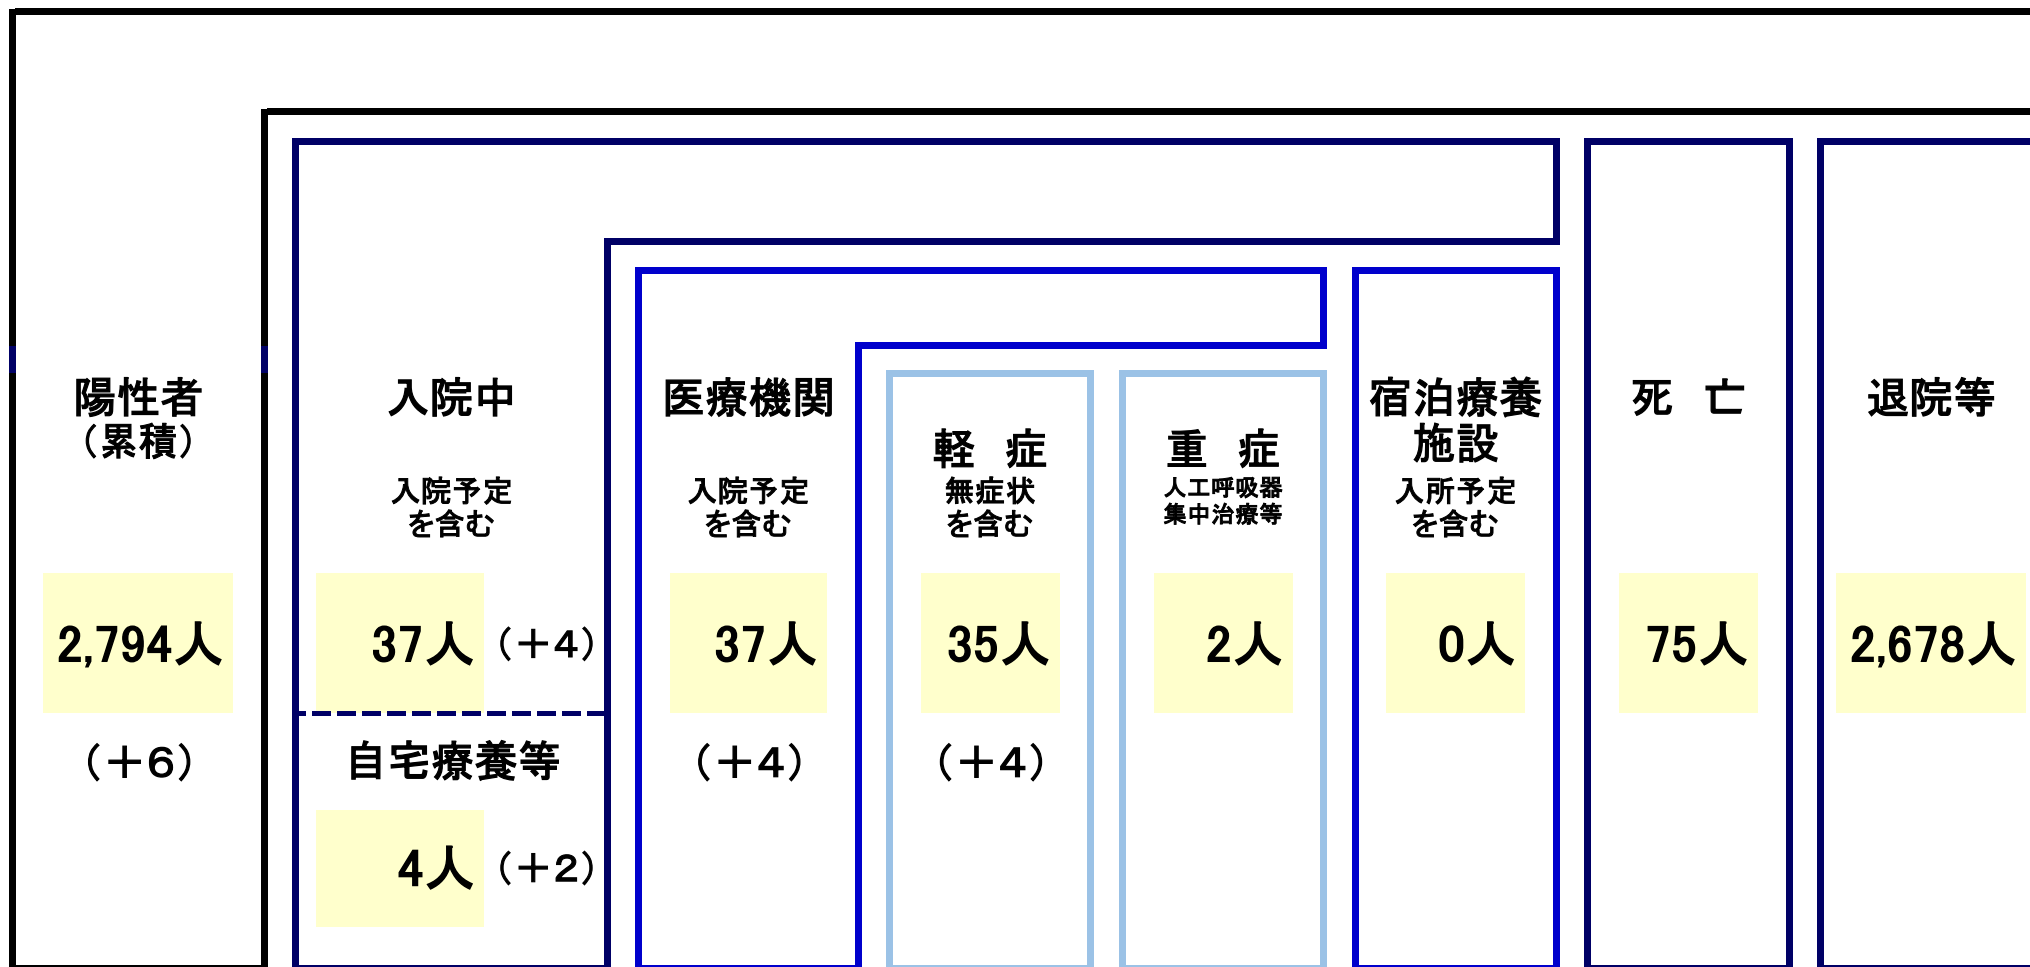 陽性者
（累積）
2,794人
（＋6）
入院中
入院予定
を含む
37人（＋4）
自宅療養等
4人（＋2）
医療機関
入院予定
を含む
37人
（＋4）
軽　症
無症状
を含む
35人
（＋4）
重　症
人工呼吸器
集中治療等
2人
宿泊療養
施設
入所予定
を含む
0人
死　亡
75人
退院等
2,678人